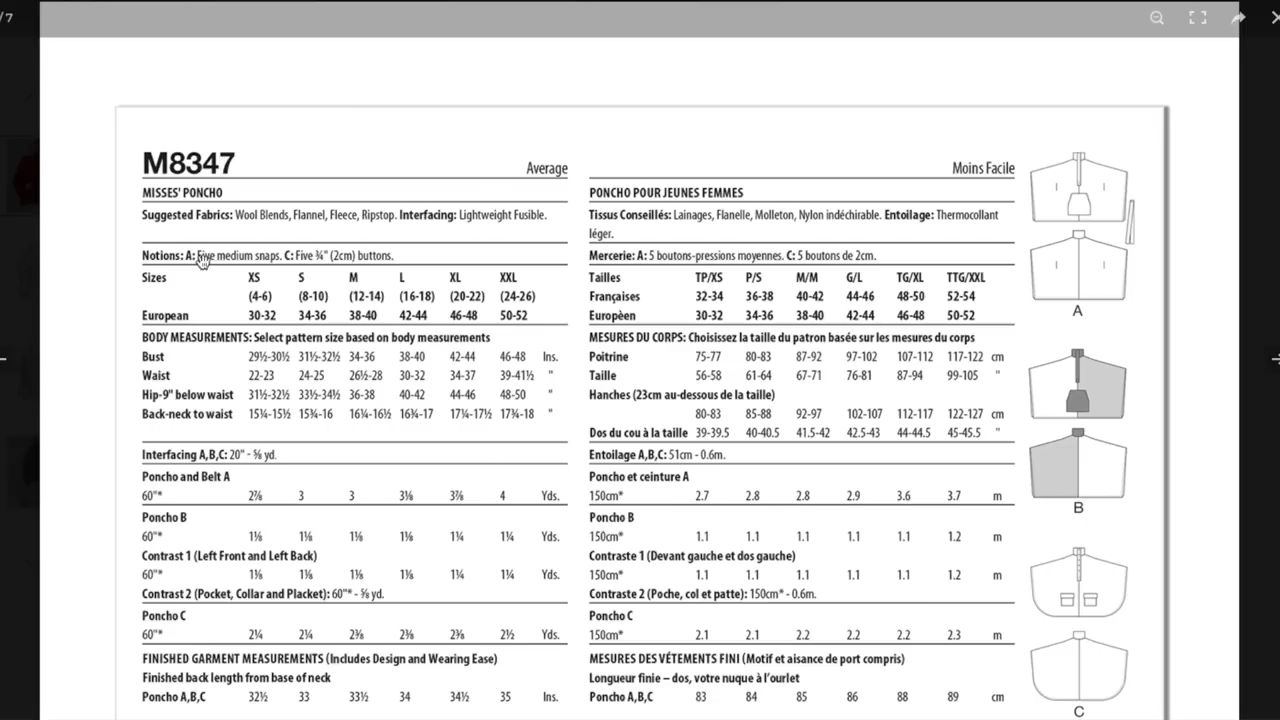 /7
M8347
Average
MISSES' PONCHO
Suggested Fabrics: Wool Blends, Flannel, Fleece, Ripstop. Interfacing: Lightweight Fusible.
Notions: A: Five medium snaps. C: Five ¾" (2cm) buttons.
Sizes XS S M L XL XXL
(4-6) (8-10) (12-14) (16-18) (20-22) (24-26)
European 30-32 34-36 38-40 42-44 46-48 50-52
BODY MEASUREMENTS: Select pattern size based on body measurements
Bust 29½-30½ 31½-32½ 34-36 38-40 42-44 46-48 Ins.
Waist 22-23 24-25 26½-28 30-32 34-37 39-41½ "
Hip-9" below waist 31½-32½ 33½-34½ 36-38 40-42 44-46 48-50 "
Back-neck to waist 15¼-15½ 15¾-16 16¼-16½ 16¾-17 17¼-17½ 17¾-18 "
Interfacing A,B,C: 20" - ⅝ yd.
Poncho and Belt A
60"* 2⅞ 3 3 3⅛ 3⅞ 4 Yds.
Poncho B
60"* 1⅛ 1⅛ 1⅛ 1⅛ 1¼ 1¼ Yds.
Contrast 1 (Left Front and Left Back)
60"* 1⅛ 1⅛ 1⅛ 1⅛ 1¼ 1¼ Yds.
Contrast 2 (Pocket, Collar and Placket): 60"* - ⅝ yd.
Poncho C
60"* 2¼ 2¼ 2⅜ 2⅜ 2⅜ 2½ Yds.
FINISHED GARMENT MEASUREMENTS (Includes Design and Wearing Ease)
Finished back length from base of neck
Poncho A,B,C 32½ 33 33½ 34 34½ 35 Ins.
Moins Facile
PONCHO POUR JEUNES FEMMES
Tissus Conseillés: Lainages, Flanelle, Molleton, Nylon indéchirable. Entoilage: Thermocollant
léger.
Mercerie: A: 5 boutons-pressions moyennes. C: 5 boutons de 2cm.
Tailles TP/XS P/S M/M G/L TG/XL TTG/XXL
Françaises 32-34 36-38 40-42 44-46 48-50 52-54
Europèen 30-32 34-36 38-40 42-44 46-48 50-52
MESURES DU CORPS: Choisissez la taille du patron basée sur les mesures du corps
Poitrine 75-77 80-83 87-92 97-102 107-112 117-122 cm
Taille 56-58 61-64 67-71 76-81 87-94 99-105 "
Hanches (23cm au-dessous de la taille)
80-83 85-88 92-97 102-107 112-117 122-127 cm
Dos du cou à la taille 39-39.5 40-40.5 41.5-42 42.5-43 44-44.5 45-45.5 "
Entoilage A,B,C: 51cm - 0.6m.
Poncho et ceinture A
150cm* 2.7 2.8 2.8 2.9 3.6 3.7 m
Poncho B
150cm* 1.1 1.1 1.1 1.1 1.1 1.2 m
Contraste 1 (Devant gauche et dos gauche)
150cm* 1.1 1.1 1.1 1.1 1.1 1.2 m
Contraste 2 (Poche, col et patte): 150cm* - 0.6m.
Poncho C
150cm* 2.1 2.1 2.2 2.2 2.2 2.3 m
MESURES DES VÉTEMENTS FINI (Motif et aisance de port compris)
Longueur finie – dos, votre nuque à l'ourlet
Poncho A,B,C 83 84 85 86 88 89 cm
A
B
C